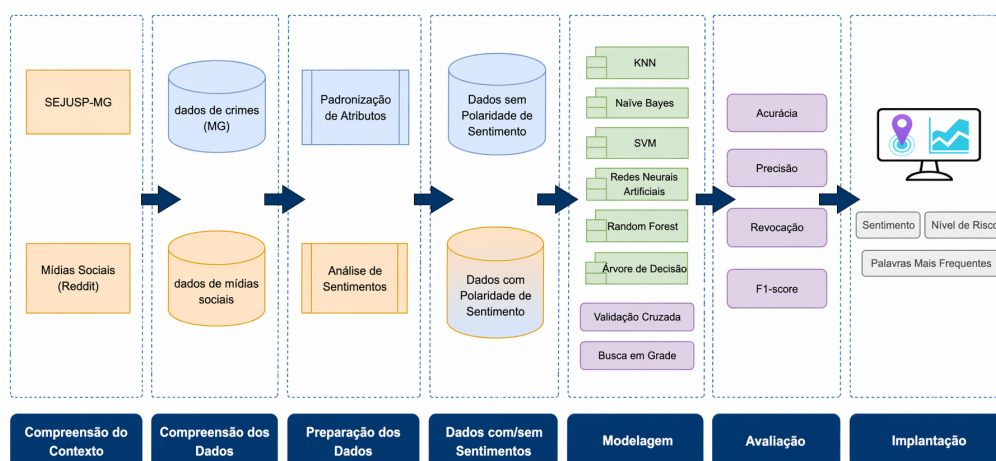 SEJUSP-MG
Mídias Sociais
(Reddit)
dados de crimes
(MG)
dados de mídias
sociais
Padronização
de Atributos
Análise de
Sentimentos
Dados sem
Polaridade de
Sentimento
Dados com
Polaridade de
Sentimento
KNN
Naïve Bayes
SVM
Redes Neurais
Artificiais
Random Forest
Árvore de Decisão
Validação Cruzada
Busca em Grade
Acurácia
Precisão
Revocação
F1-score
Sentimento
Nível de Risco
Palavras Mais Frequentes
Compreensão do
Contexto
Compreensão dos
Dados
Preparação dos
Dados
Dados com/sem
Sentimentos
Modelagem
Avaliação
Implantação